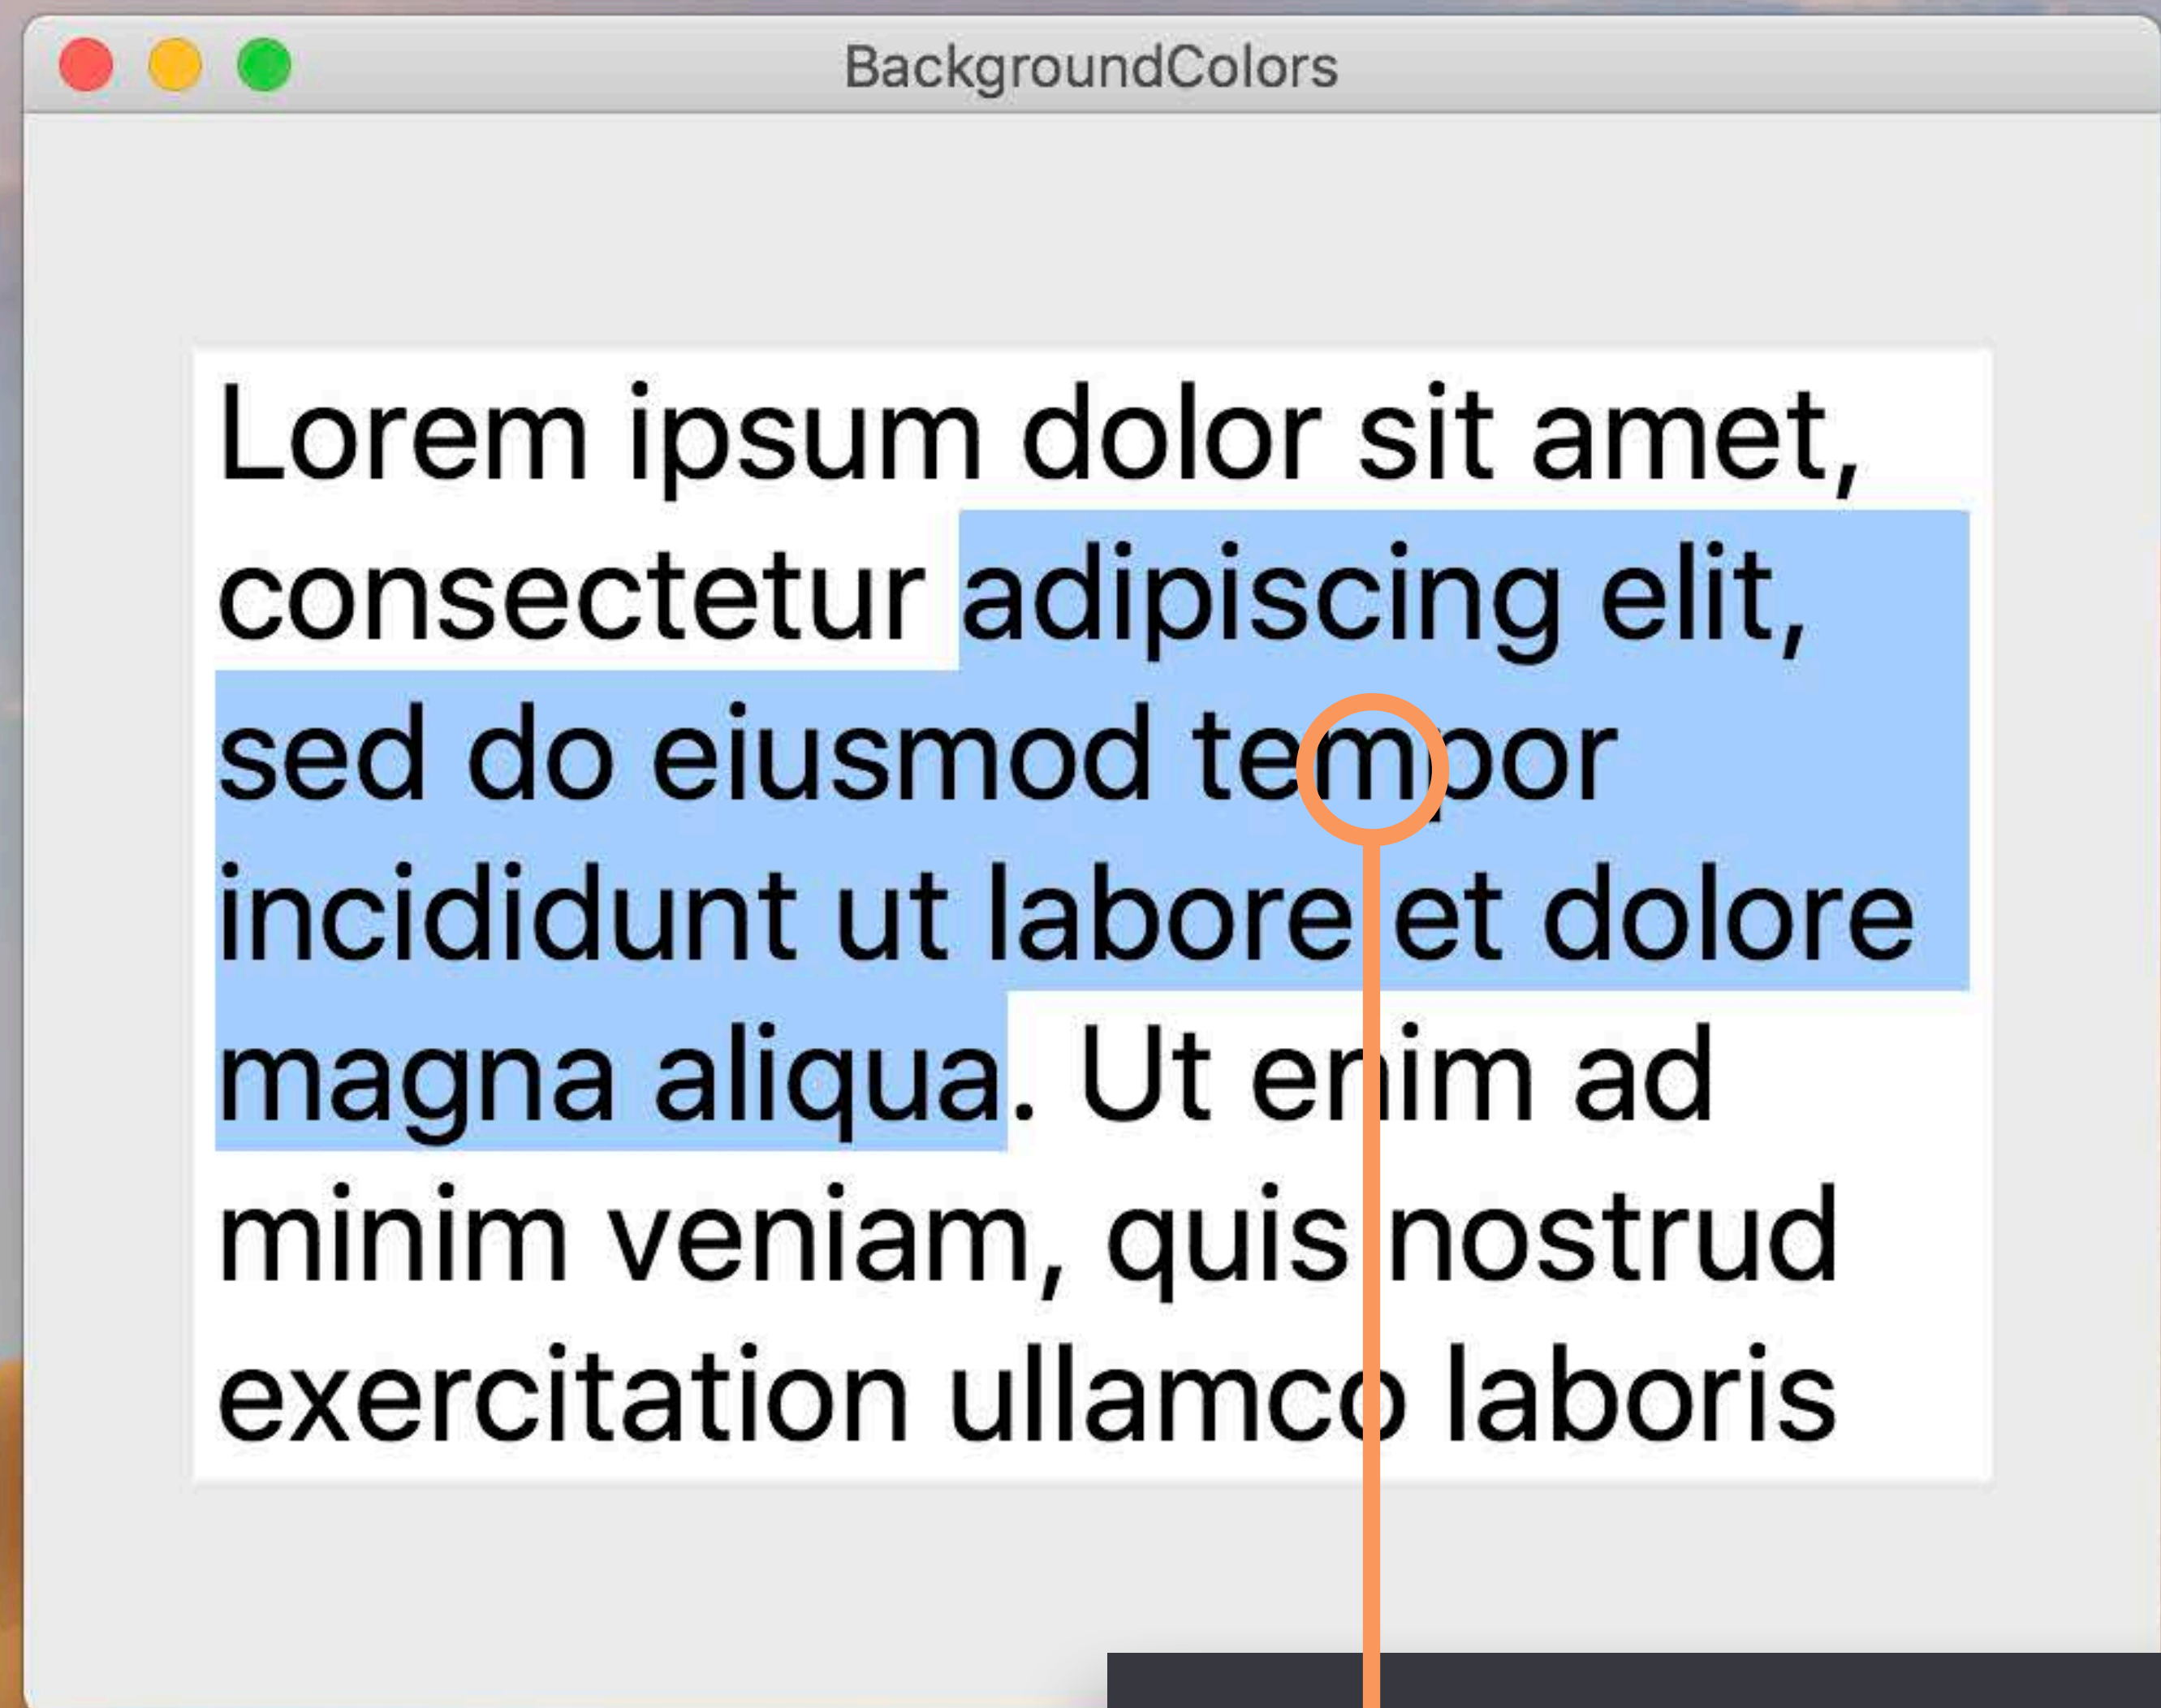 BackgroundColors
Lorem ipsum dolor sit amet,
consectetur adipiscing elit,
sed do eiusmod tempor
incididunt ut labore et dolore
magna aliqua. Ut enim ad
minim veniam, quis nostrud
exercitation ullamco laboris